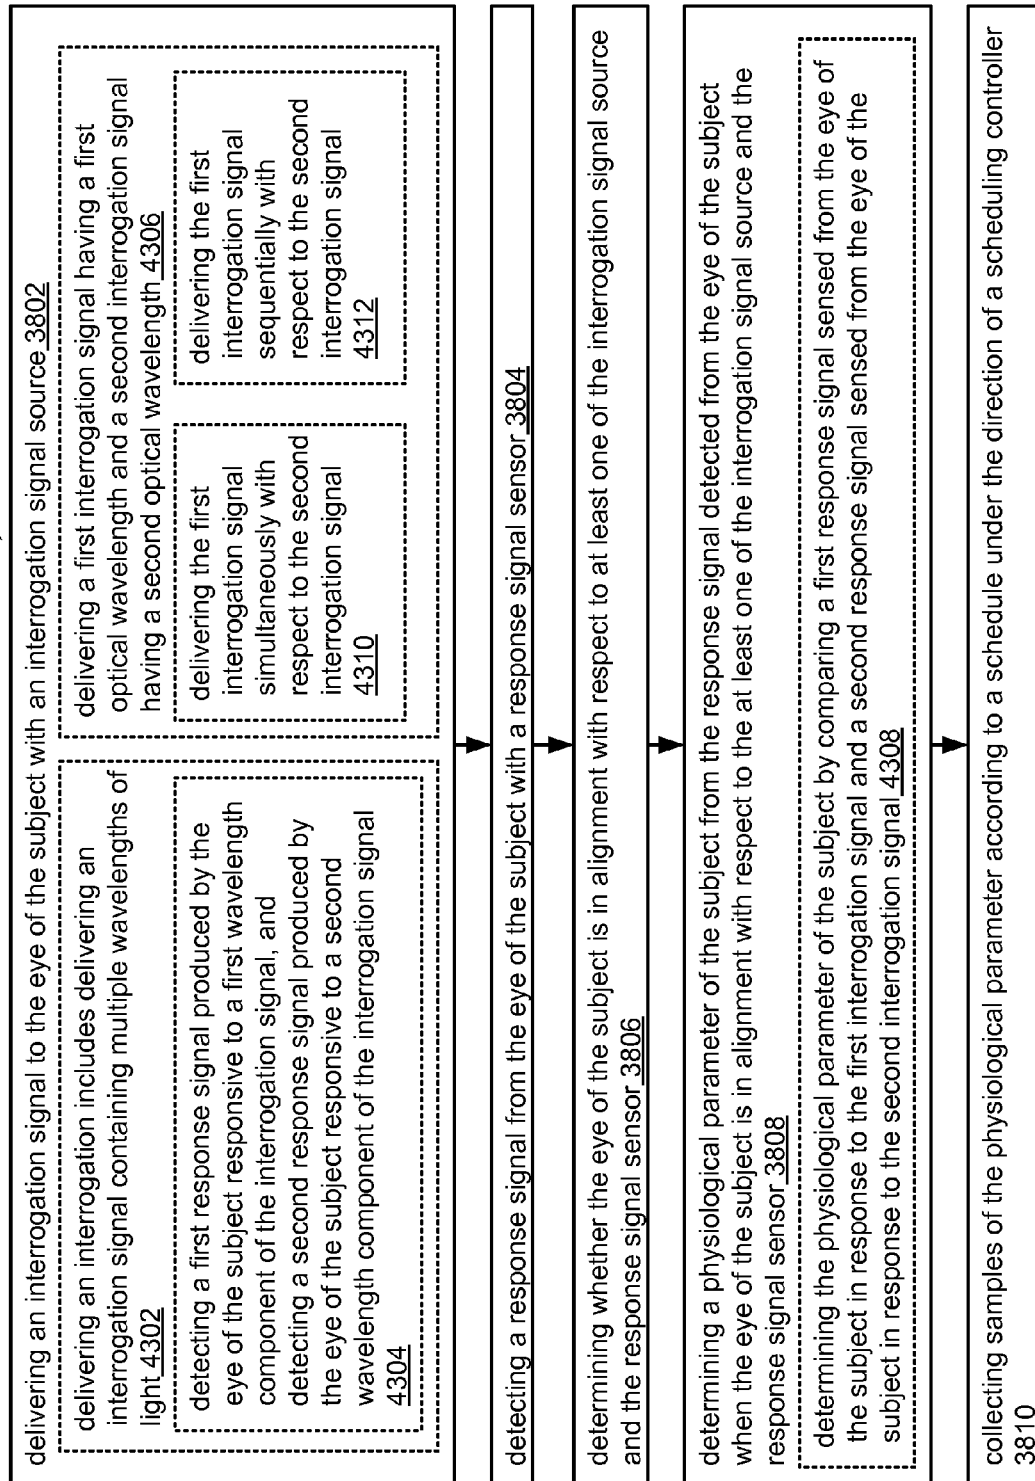 delivering an interrogation signal to the eye of the subject with an interrogation signal source 3802
delivering an interrogation includes delivering an
interrogation signal containing multiple wavelengths of
light 4302
detecting a first response signal produced by the
eye of the subject responsive to a first wavelength
component of the interrogation signal, and
detecting a second response signal produced by
the eye of the subject responsive to a second
wavelength component of the interrogation signal
4304
delivering a first interrogation signal having a first
optical wavelength and a second interrogation signal
having a second optical wavelength 4306
delivering the first
interrogation signal
simultaneously with
respect to the second
interrogation signal
4310
delivering the first
interrogation signal
sequentially with
respect to the second
interrogation signal
4312
detecting a response signal from the eye of the subject with a response signal sensor 3804
determining whether the eye of the subject is in alignment with respect to at least one of the interrogation signal source
and the response signal sensor 3806
determining a physiological parameter of the subject from the response signal detected from the eye of the subject
when the eye of the subject is in alignment with respect to the at least one of the interrogation signal source and the
response signal sensor 3808
determining the physiological parameter of the subject by comparing a first response signal sensed from the eye of
the subject in response to the first interrogation signal and a second response signal sensed from the eye of the
subject in response to the second interrogation signal 4308
collecting samples of the physiological parameter according to a schedule under the direction of a scheduling controller
3810